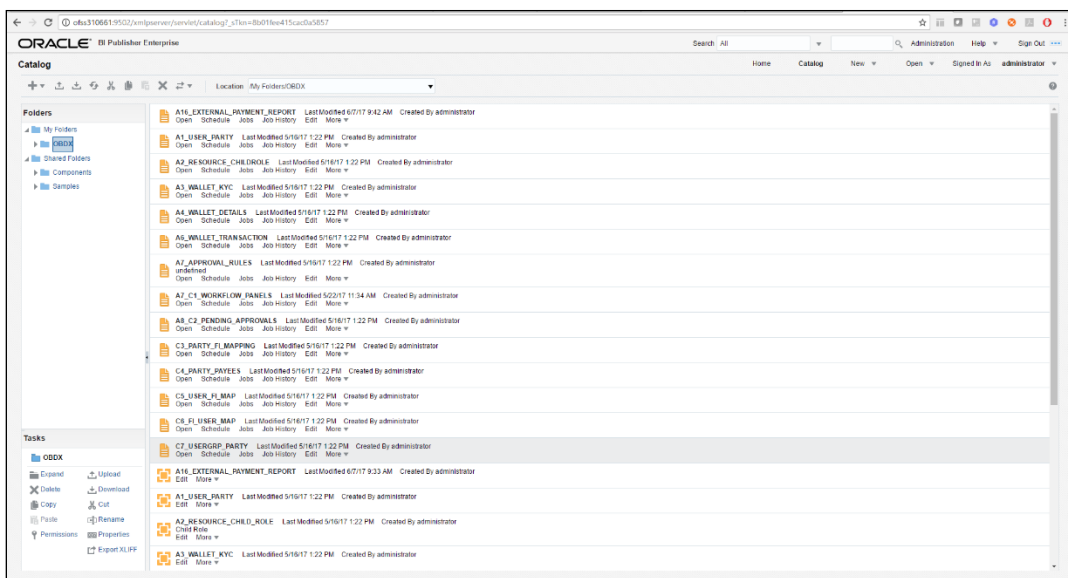 ofss310661:9502/xmlpserver/servlet/catalog?_sTkn=8b01fee415cac0a5857
ORACLE BI Publisher Enterprise Search All Administration Help Sign Out
Catalog Home Catalog New Open Signed In As administrator
Location My Folders/OBDX
Folders
My Folders
OBDX
Shared Folders
Components
Samples
A16_EXTERNAL_PAYMENT_REPORT Last Modified 6/7/17 9:42 AM Created By administrator
Open Schedule Jobs Job History Edit More
A1_USER_PARTY Last Modified 5/16/17 1:22 PM Created By administrator
Open Schedule Jobs Job History Edit More
A2_RESOURCE_CHILDROLE Last Modified 5/16/17 1:22 PM Created By administrator
Open Schedule Jobs Job History Edit More
A3_WALLET_KYC Last Modified 5/16/17 1:22 PM Created By administrator
Open Schedule Jobs Job History Edit More
A4_WALLET_DETAILS Last Modified 5/16/17 1:22 PM Created By administrator
Open Schedule Jobs Job History Edit More
A6_WALLET_TRANSACTION Last Modified 5/16/17 1:22 PM Created By administrator
Open Schedule Jobs Job History Edit More
A7_APPROVAL_RULES Last Modified 5/16/17 1:22 PM Created By administrator
undefined
Open Schedule Jobs Job History Edit More
A7_C1_WORKFLOW_PANELS Last Modified 5/22/17 11:34 AM Created By administrator
Open Schedule Jobs Job History Edit More
A8_C2_PENDING_APPROVALS Last Modified 5/16/17 1:22 PM Created By administrator
Open Schedule Jobs Job History Edit More
C3_PARTY_FI_MAPPING Last Modified 5/16/17 1:22 PM Created By administrator
Open Schedule Jobs Job History Edit More
C4_PARTY_PAYEES Last Modified 5/16/17 1:22 PM Created By administrator
Open Schedule Jobs Job History Edit More
C5_USER_FI_MAP Last Modified 5/16/17 1:22 PM Created By administrator
Open Schedule Jobs Job History Edit More
C6_FI_USER_MAP Last Modified 5/16/17 1:22 PM Created By administrator
Open Schedule Jobs Job History Edit More
C7_USERGRP_PARTY Last Modified 5/16/17 1:22 PM Created By administrator
Open Schedule Jobs Job History Edit More
A16_EXTERNAL_PAYMENT_REPORT Last Modified 6/7/17 9:33 AM Created By administrator
Edit More
A1_USER_PARTY Last Modified 5/16/17 1:22 PM Created By administrator
Edit More
A2_RESOURCE_CHILD_ROLE Last Modified 5/16/17 1:22 PM Created By administrator
Child Role
Edit More
A3_WALLET_KYC Last Modified 5/16/17 1:22 PM Created By administrator
Edit More
Tasks
OBDX
Expand Upload
Delete Download
Copy Cut
Paste Rename
Permissions Properties
Export XLIFF